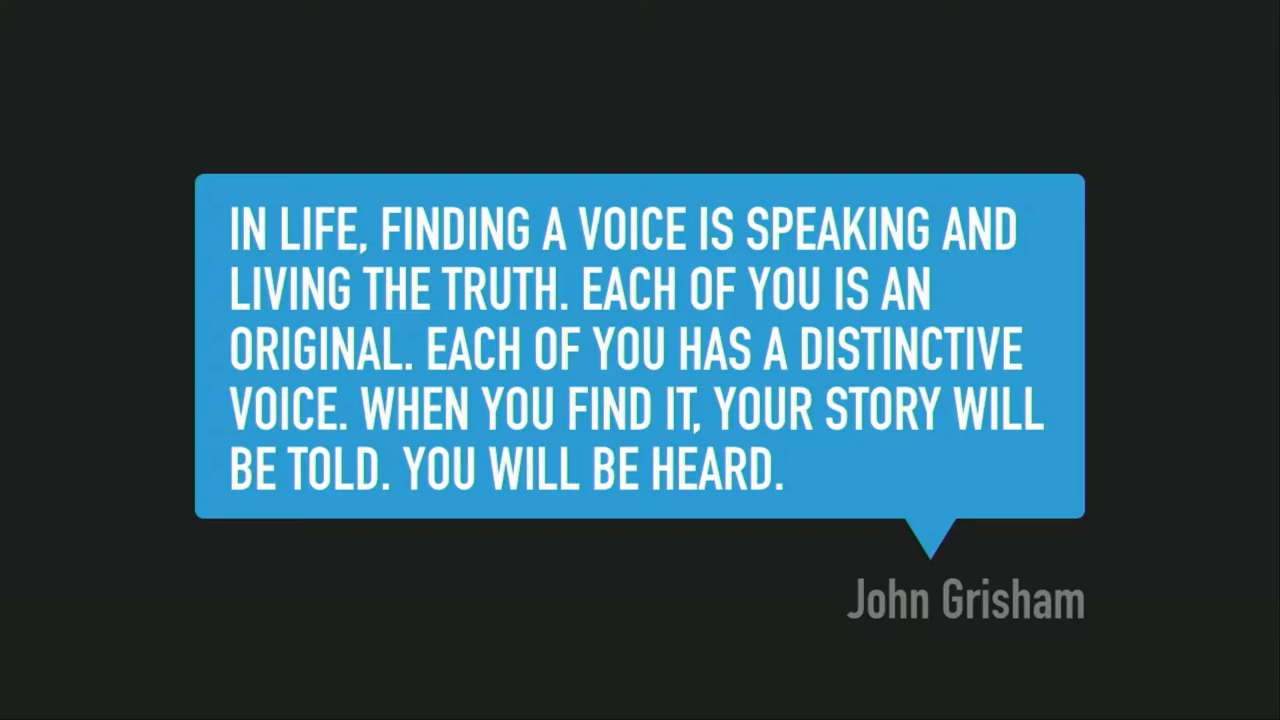 IN LIFE, FINDING A VOICE IS SPEAKING AND
LIVING THE TRUTH. EACH OF YOU IS AN
ORIGINAL. EACH OF YOU HAS A DISTINCTIVE
VOICE. WHEN YOU FIND IT, YOUR STORY WILL
BE TOLD. YOU WILL BE HEARD.
John Grisham